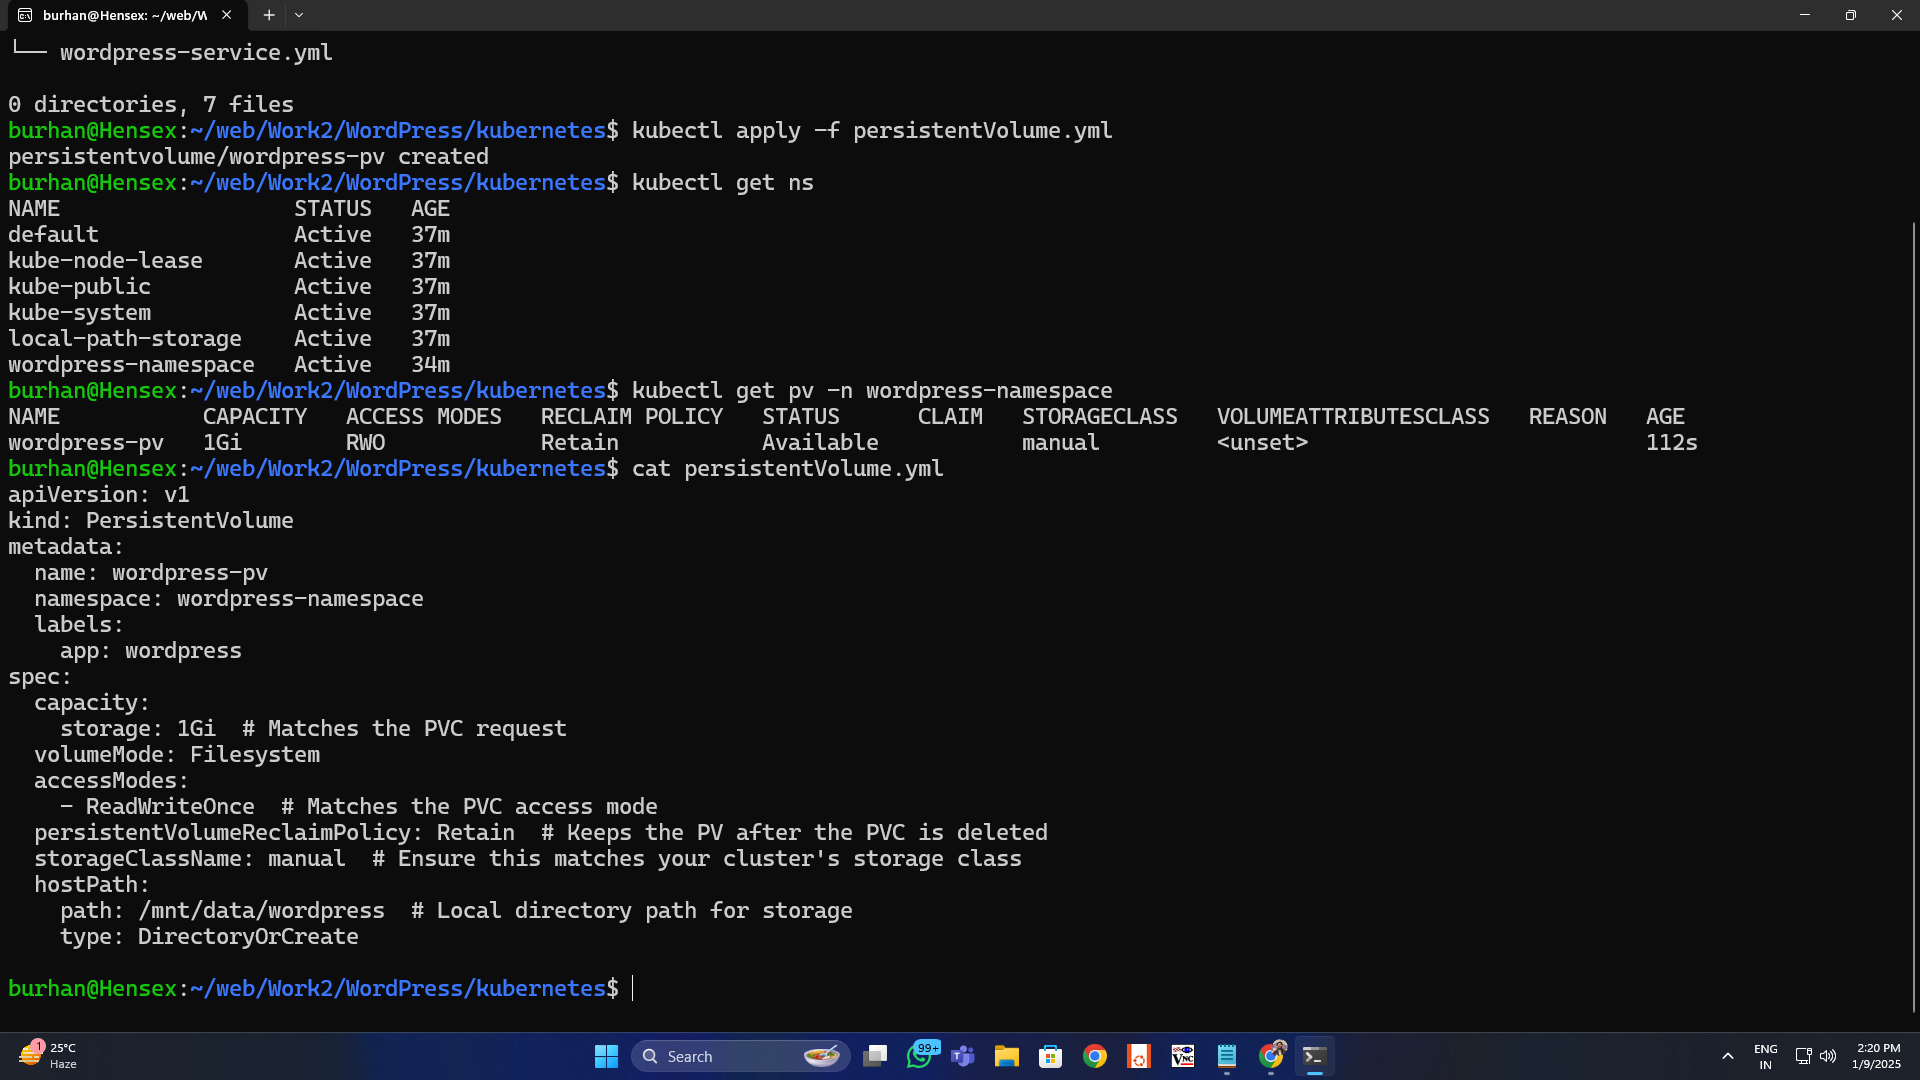 burhan@Hensex: ~/web/W
└── wordpress-service.yml
0 directories, 7 files
burhan@Hensex:~/web/Work2/WordPress/kubernetes$ kubectl apply -f persistentVolume.yml
persistentvolume/wordpress-pv created
burhan@Hensex:~/web/Work2/WordPress/kubernetes$ kubectl get ns
NAME                  STATUS   AGE
default               Active   37m
kube-node-lease       Active   37m
kube-public           Active   37m
kube-system           Active   37m
local-path-storage    Active   37m
wordpress-namespace   Active   34m
burhan@Hensex:~/web/Work2/WordPress/kubernetes$ kubectl get pv -n wordpress-namespace
NAME           CAPACITY   ACCESS MODES   RECLAIM POLICY   STATUS      CLAIM   STORAGECLASS   VOLUMEATTRIBUTESCLASS   REASON   AGE
wordpress-pv   1Gi        RWO            Retain           Available           manual         <unset>                          112s
burhan@Hensex:~/web/Work2/WordPress/kubernetes$ cat persistentVolume.yml
apiVersion: v1
kind: PersistentVolume
metadata:
  name: wordpress-pv
  namespace: wordpress-namespace
  labels:
    app: wordpress
spec:
  capacity:
    storage: 1Gi  # Matches the PVC request
  volumeMode: Filesystem
  accessModes:
    - ReadWriteOnce  # Matches the PVC access mode
  persistentVolumeReclaimPolicy: Retain  # Keeps the PV after the PVC is deleted
  storageClassName: manual  # Ensure this matches your cluster's storage class
  hostPath:
    path: /mnt/data/wordpress  # Local directory path for storage
    type: DirectoryOrCreate
burhan@Hensex:~/web/Work2/WordPress/kubernetes$
1
25°C
Haze
Search
99+
ENG
IN
2:20 PM
1/9/2025